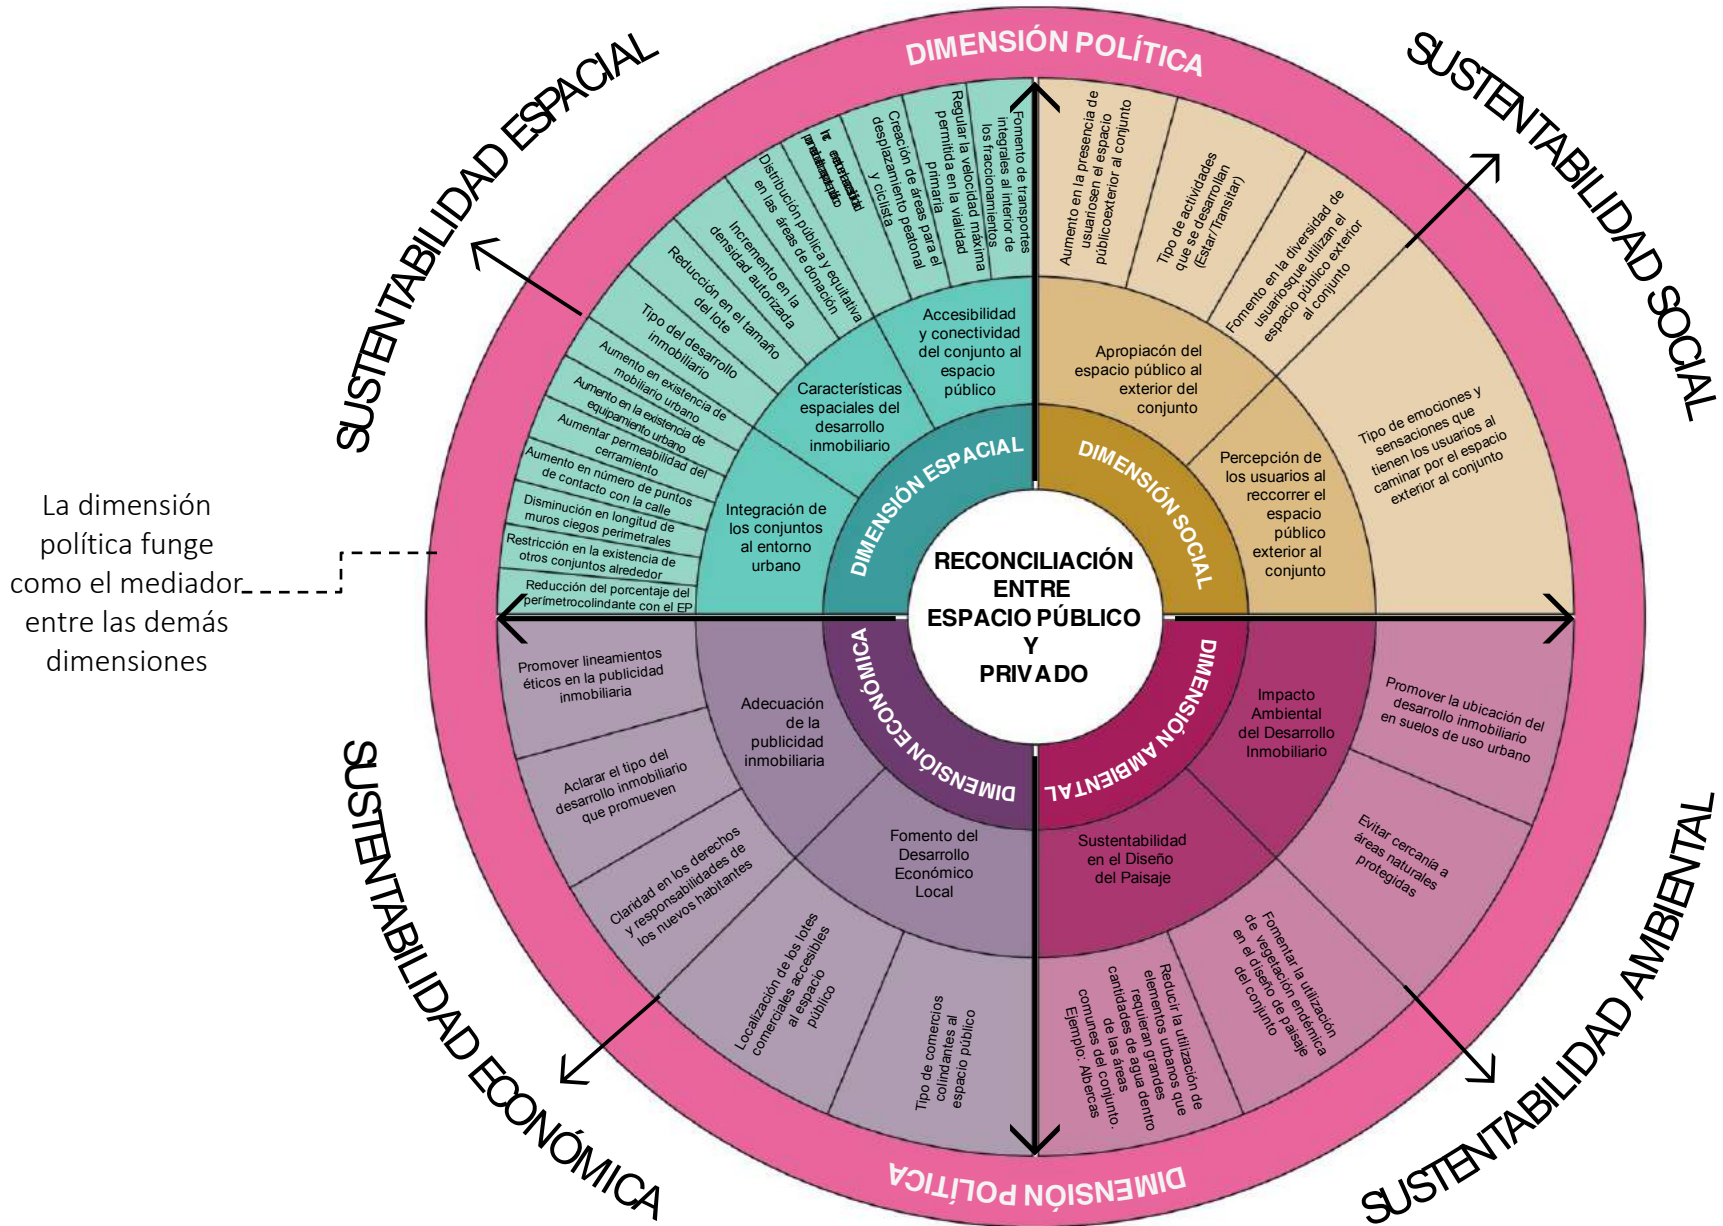 DIMENSIÓN POLÍTICA
SUSTENTABILIDAD ESPACIAL
SUSTENTABILIDAD SOCIAL
La dimensión
política funge
como el mediador
entre las demás
dimensiones
RECONCILIACIÓN
ENTRE
ESPACIO PÚBLICO
Y
PRIVADO
DIMENSIÓN ESPACIAL
Accesibilidad
y conectividad
del conjunto al
espacio
público
Fomento de transportes
integrales al interior de
los fraccionamientos
Regular la velocidad máxima
permitida en la vialidad
primaria
Creación de áreas para el
desplazamiento peatonal
y ciclista
Características
espaciales del
desarrollo
inmobiliario
Distribución pública y equitativa
en las áreas de donación
Incremento en la
densidad autorizada
Reducción en el tamaño
del lote
Tipo del desarrollo
inmobiliario
Integración de
los conjuntos
al entorno
urbano
Aumento en existencia de
mobiliario urbano
Aumento en la existencia de
equipamiento urbano
Aumentar permeabilidad del
cerramiento
Aumento en número de puntos
de contacto con la calle
Disminución en longitud de
muros ciegos perimetrales
Restricción en la existencia de
otros conjuntos alrededor
Reducción del porcentaje del
perímetrocolindante con el EP
DIMENSIÓN SOCIAL
Apropiacón del
espacio público al
exterior del
conjunto
Aumento en la presencia de
usuariosen el espacio
públicoexterior al conjunto
Tipo de actividades
que se desarrollan
(Estar/Transitar)
Fomento en la diversidad de
usuariosque utilizan el
espacio público exterior
al conjunto
Percepción de
los usuarios al
reccorrer el
espacio
público
exterior al
conjunto
Tipo de emociones y
sensaciones que
tienen los usuarios al
caminar por el espacio
exterior al conjunto
DIMENSIÓN ECONÓMICA
Adecuación
de la
publicidad
inmobiliaria
Promover lineamientos
éticos en la publicidad
inmobiliaria
Aclarar el tipo del
desarrollo inmobiliario
que promueven
Claridad en los derechos
y responsabilidades de
los nuevos habitantes
Fomento del
Desarrollo
Económico
Local
Localización de los lotes
comerciales accesibles
al espacio
público
Tipo de comercios
colindantes al
espacio público
DIMENSIÓN AMBIENTAL
Impacto
Ambiental
del Desarrollo
Inmobiliario
Promover la ubicación del
desarrollo inmobiliario
en suelos de uso urbano
Evitar cercanía a
áreas naturales
protegidas
Sustentabilidad
en el Diseño
del Paisaje
Fomentar la utilización
de vegetación endémica
en el diseño de paisaje
del conjunto
Reducir la utilización de
elementos urbanos que
requieran grandes
cantidades de agua dentro
de las áreas
comunes del conjunto.
Ejemplo: Albercas
SUSTENTABILIDAD ECONÓMICA
SUSTENTABILIDAD AMBIENTAL
DIMENSIÓN POLÍTICA